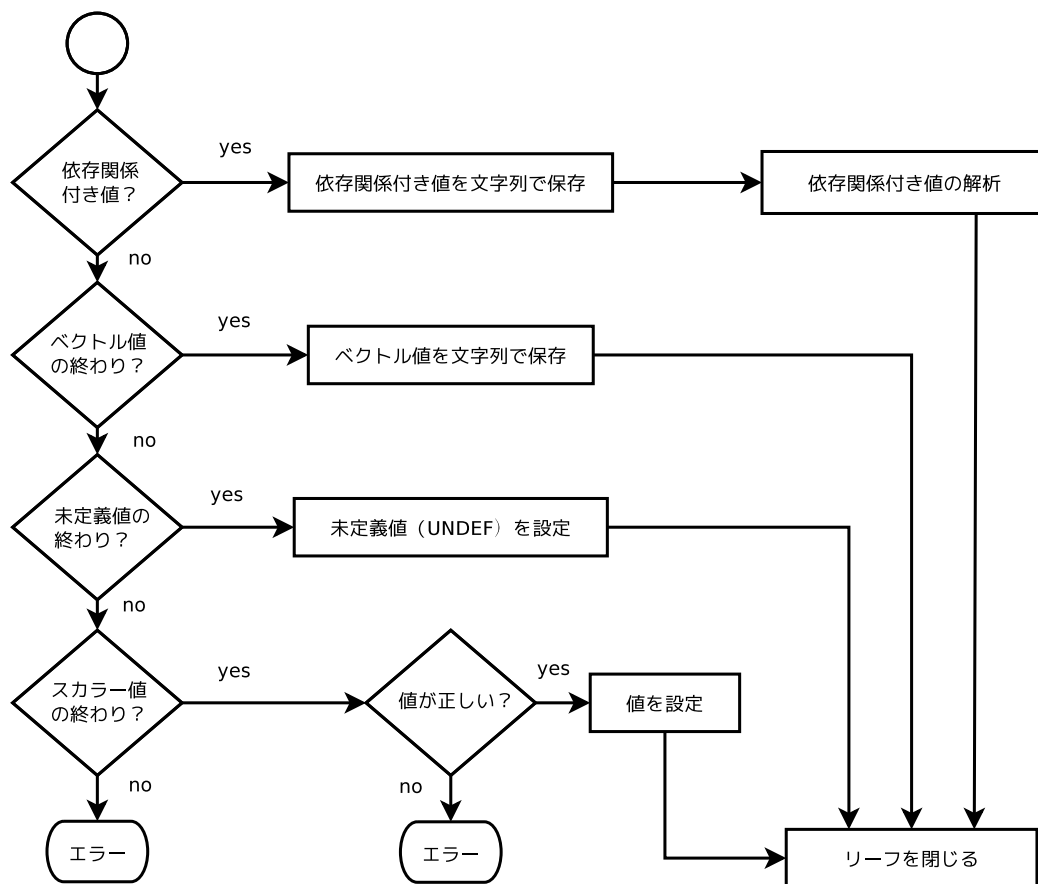 yes
依存関係
付き値？
依存関係付き値を文字列で保存
依存関係付き値の解析
no
yes
ベクトル値
の終わり？
ベクトル値を文字列で保存
no
yes
未定義値の
終わり？
未定義値（UNDEF）を設定
no
yes
スカラー値
の終わり？
値が正しい？
yes
値を設定
no
no
エラー
エラー
リーフを閉じる